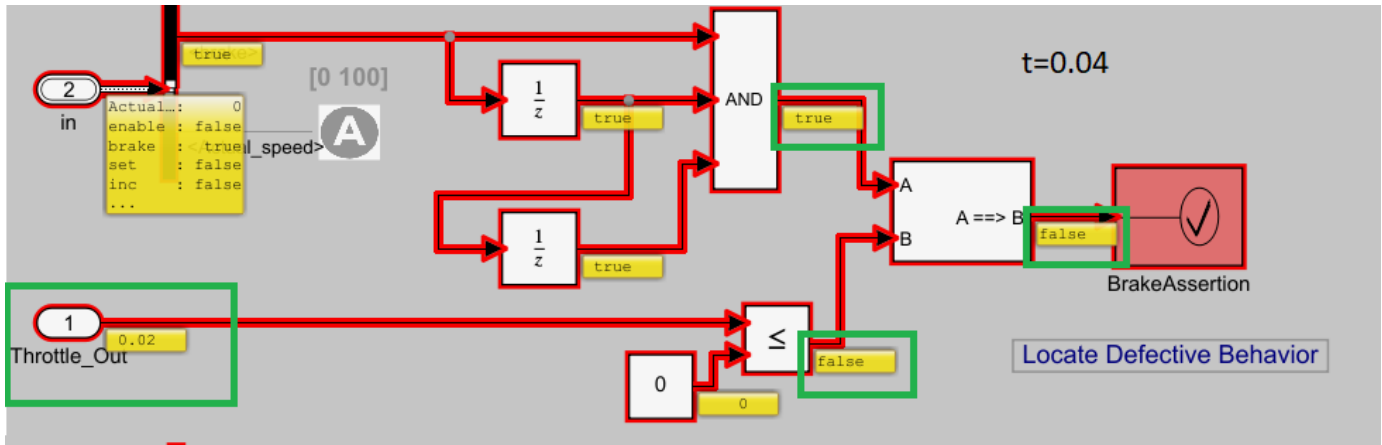 true
t=0.04
[0 100]
2
in
Actual…: 0
enable : false
brake : true
set : false
inc : false
...
l_speed>
A
1
z
true
AND
true
1
z
true
A
B
A ==> B
false
BrakeAssertion
1
0.02
Throttle_Out
≤
false
0
0
Locate Defective Behavior